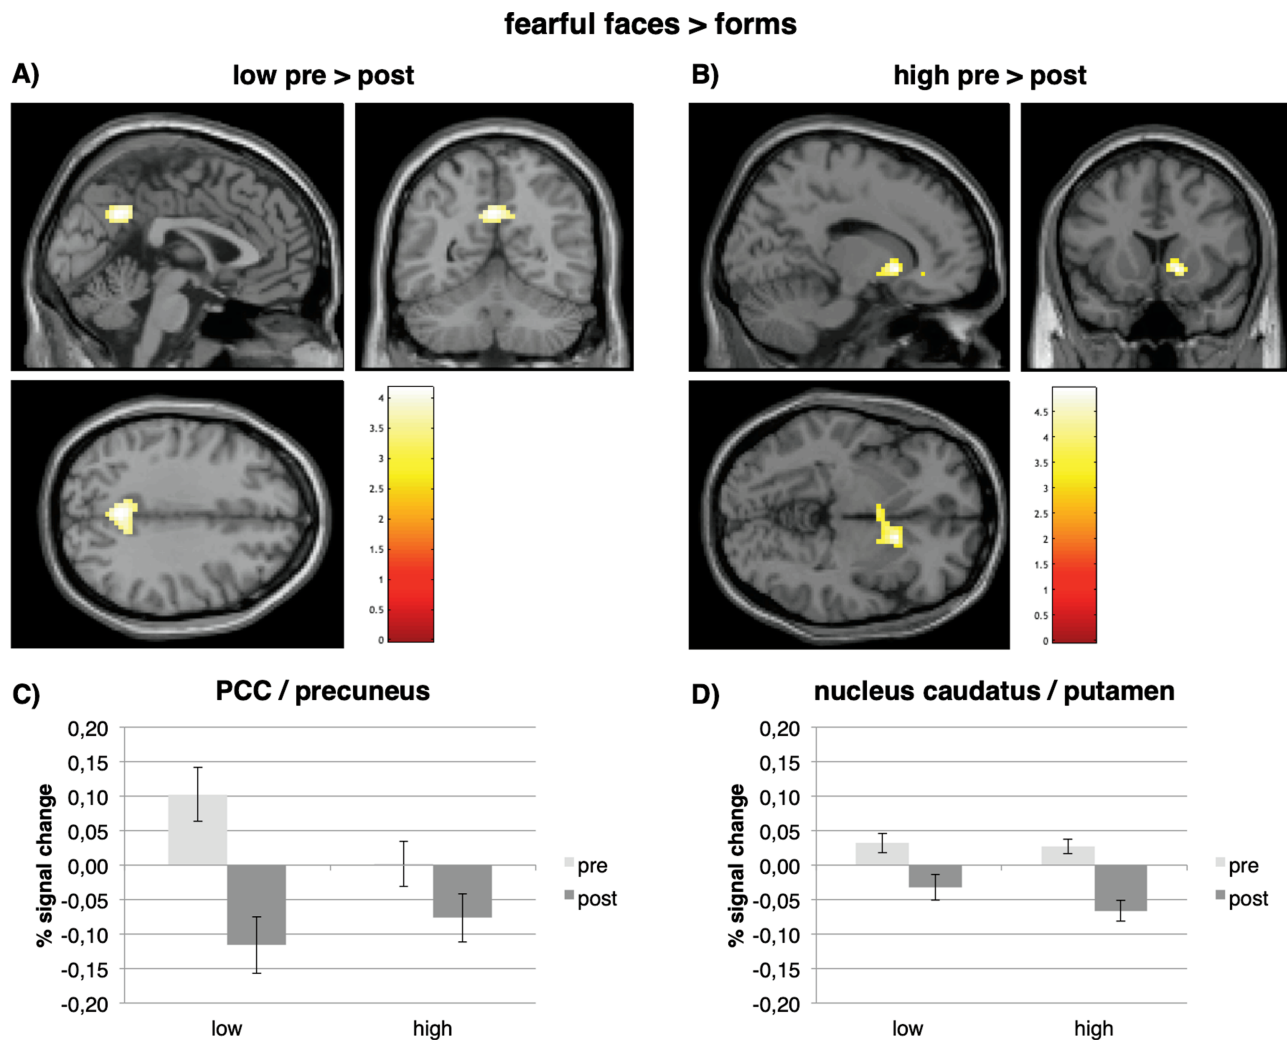 fearful faces > forms
A)
low pre > post
B)
high pre > post
4
3.5
3
2.5
2
1.5
1
0.5
0
4.5
4
3.5
3
2.5
2
1.5
1
0.5
0
C)
PCC / precuneus
% signal change
0,20
0,15
0,10
0,05
0,00
-0,05
-0,10
-0,15
-0,20
low
high
pre
post
D)
nucleus caudatus / putamen
% signal change
0,20
0,15
0,10
0,05
0,00
-0,05
-0,10
-0,15
-0,20
low
high
pre
post